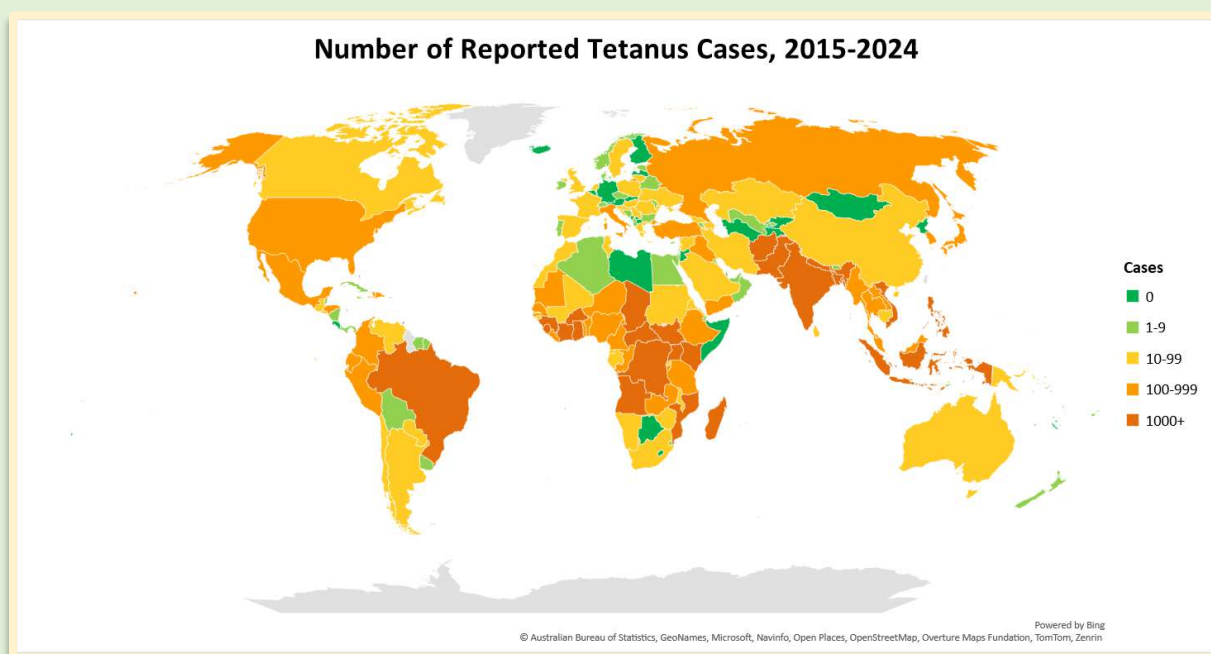 Number of Reported Tetanus Cases, 2015-2024
Cases
0
1-9
10-99
100-999
1000+
Powered by Bing
© Australian Bureau of Statistics, GeoNames, Microsoft, Navinfo, Open Places, OpenStreetMap, Overture Maps Fundation, TomTom, Zenrin